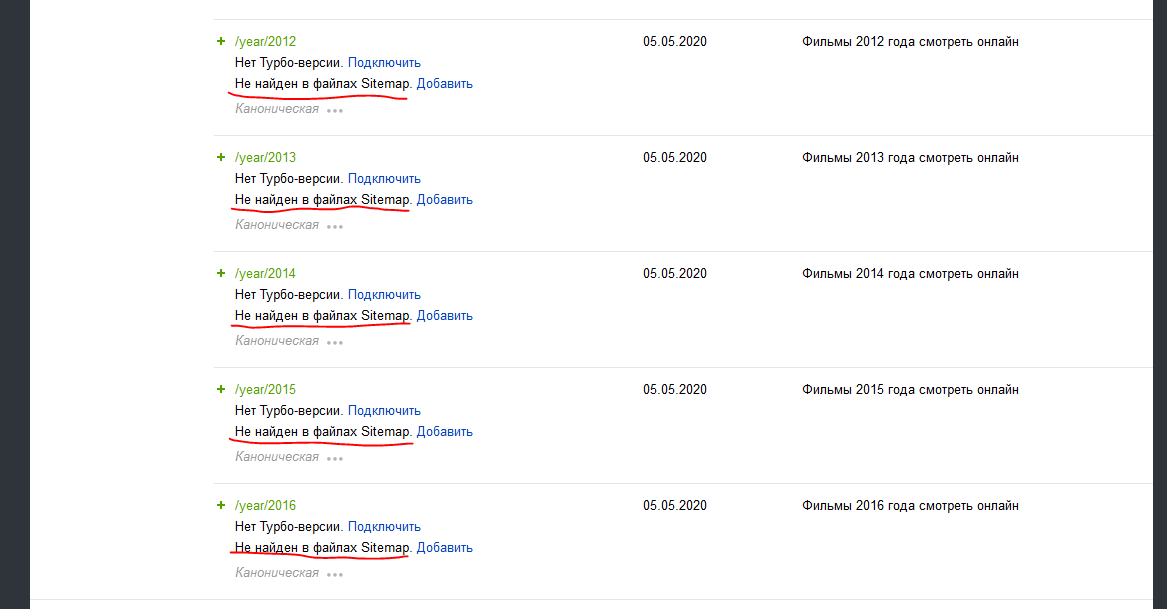 + /year/2012 05.05.2020 Фильмы 2012 года смотреть онлайн
Нет Турбо-версии. Подключить
Не найден в файлах Sitemap. Добавить
Каноническая ...
+ /year/2013 05.05.2020 Фильмы 2013 года смотреть онлайн
Нет Турбо-версии. Подключить
Не найден в файлах Sitemap. Добавить
Каноническая ...
+ /year/2014 05.05.2020 Фильмы 2014 года смотреть онлайн
Нет Турбо-версии. Подключить
Не найден в файлах Sitemap. Добавить
Каноническая ...
+ /year/2015 05.05.2020 Фильмы 2015 года смотреть онлайн
Нет Турбо-версии. Подключить
Не найден в файлах Sitemap. Добавить
Каноническая ...
+ /year/2016 05.05.2020 Фильмы 2016 года смотреть онлайн
Нет Турбо-версии. Подключить
Не найден в файлах Sitemap. Добавить
Каноническая ...